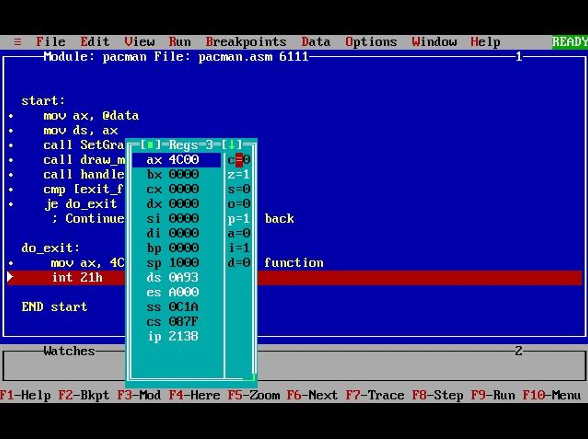 ≡ File Edit View Run Breakpoints Data Options Window Help READY
Module: pacman File: pacman.asm 6111 1
start:
mov ax, @data
mov ds, ax
call SetGra
call draw_m
call handle
cmp [exit_f
je do_exit
; Continue back
do_exit:
mov ax, 4C function
int 21h
END start
[■] Regs 3 [↓]
ax 4C00 c=0
bx 0000 z=1
cx 0000 s=0
dx 0000 o=0
si 0000 p=1
di 0000 a=0
bp 0000 i=1
sp 1000 d=0
ds 0A93
es A000
ss 0C1A
cs 087F
ip 2138
Watches 2
F1-Help F2-Bkpt F3-Mod F4-Here F5-Zoom F6-Next F7-Trace F8-Step F9-Run F10-Menu